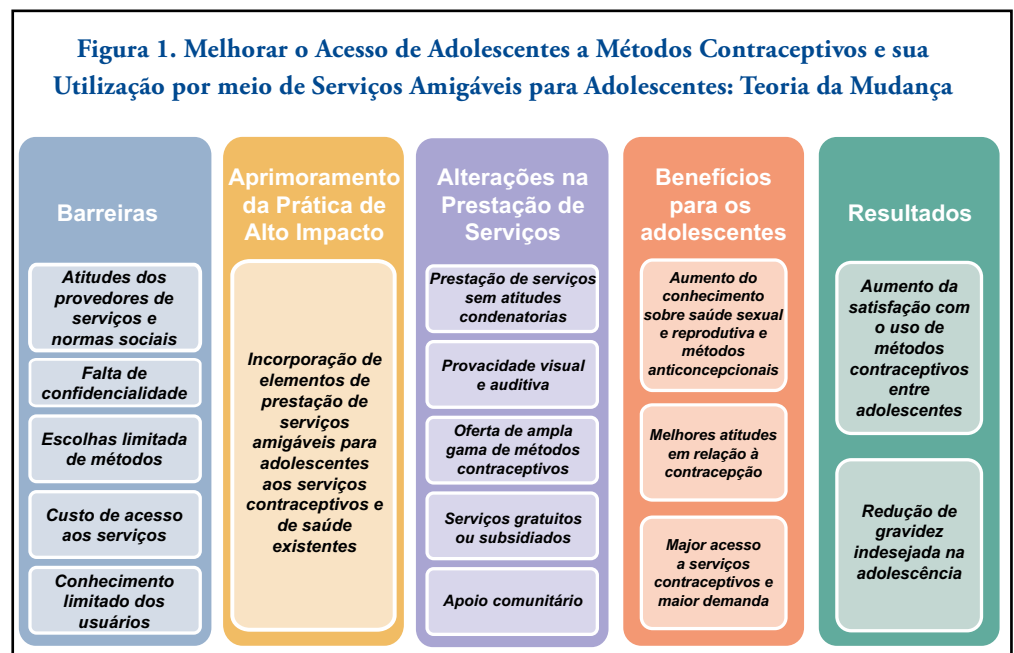 Figura 1. Melhorar o Acesso de Adolescentes a Métodos Contraceptivos e sua
Utilização por meio de Serviços Amigáveis para Adolescentes: Teoria da Mudança
Barreiras
Atitudes dos
provedores de
serviços e
normas sociais
Falta de
confidencialidade
Escolhas limitada
de métodos
Custo de acesso
aos serviços
Conhecimento
limitado dos
usuários
Aprimoramento
da Prática de
Alto Impacto
Incorporação de
elementos de
prestação de
serviços
amigáveis para
adolescentes
aos serviços
contraceptivos e
de saúde
existentes
Alterações na
Prestação de
Serviços
Prestação de serviços
sem atitudes
condenatorias
Provacidade visual
e auditiva
Oferta de ampla
gama de métodos
contraceptivos
Serviços gratuitos
ou subsidiados
Apoio comunitário
Benefícios
para os
adolescentes
Aumento do
conhecimento
sobre saúde sexual
e reprodutiva e
métodos
anticoncepcionais
Melhores atitudes
em relação à
contracepção
Major acesso
a serviços
contraceptivos e
maior demanda
Resultados
Aumento da
satisfação com
o uso de
métodos
contraceptivos
entre
adolescentes
Redução de
gravidez
indesejada na
adolescência